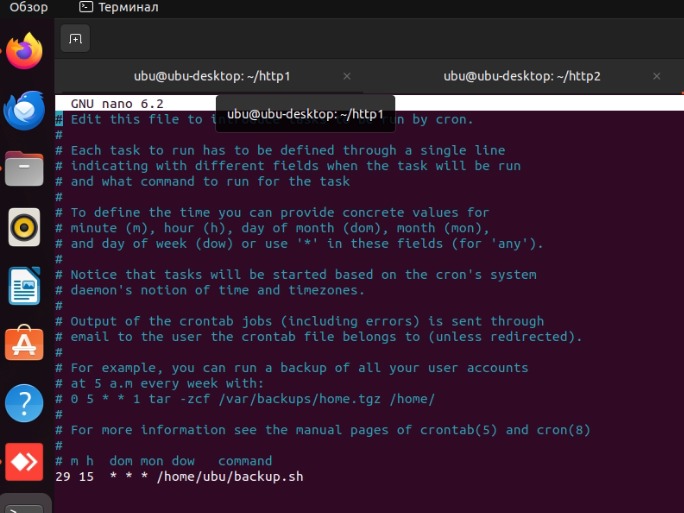 Обзор
Терминал
ubu@ubu-desktop: ~/http1
ubu@ubu-desktop: ~/http2
GNU nano 6.2
ubu@ubu-desktop: ~/http1
# Edit this file to run by cron.
#
# Each task to run has to be defined through a single line
# indicating with different fields when the task will be run
# and what command to run for the task
#
# To define the time you can provide concrete values for
# minute (m), hour (h), day of month (dom), month (mon),
# and day of week (dow) or use '*' in these fields (for 'any').
#
# Notice that tasks will be started based on the cron's system
# daemon's notion of time and timezones.
#
# Output of the crontab jobs (including errors) is sent through
# email to the user the crontab file belongs to (unless redirected).
#
# For example, you can run a backup of all your user accounts
# at 5 a.m every week with:
# 0 5 * * 1 tar -zcf /var/backups/home.tgz /home/
#
# For more information see the manual pages of crontab(5) and cron(8)
#
# m h  dom mon dow   command
29 15  * * * /home/ubu/backup.sh